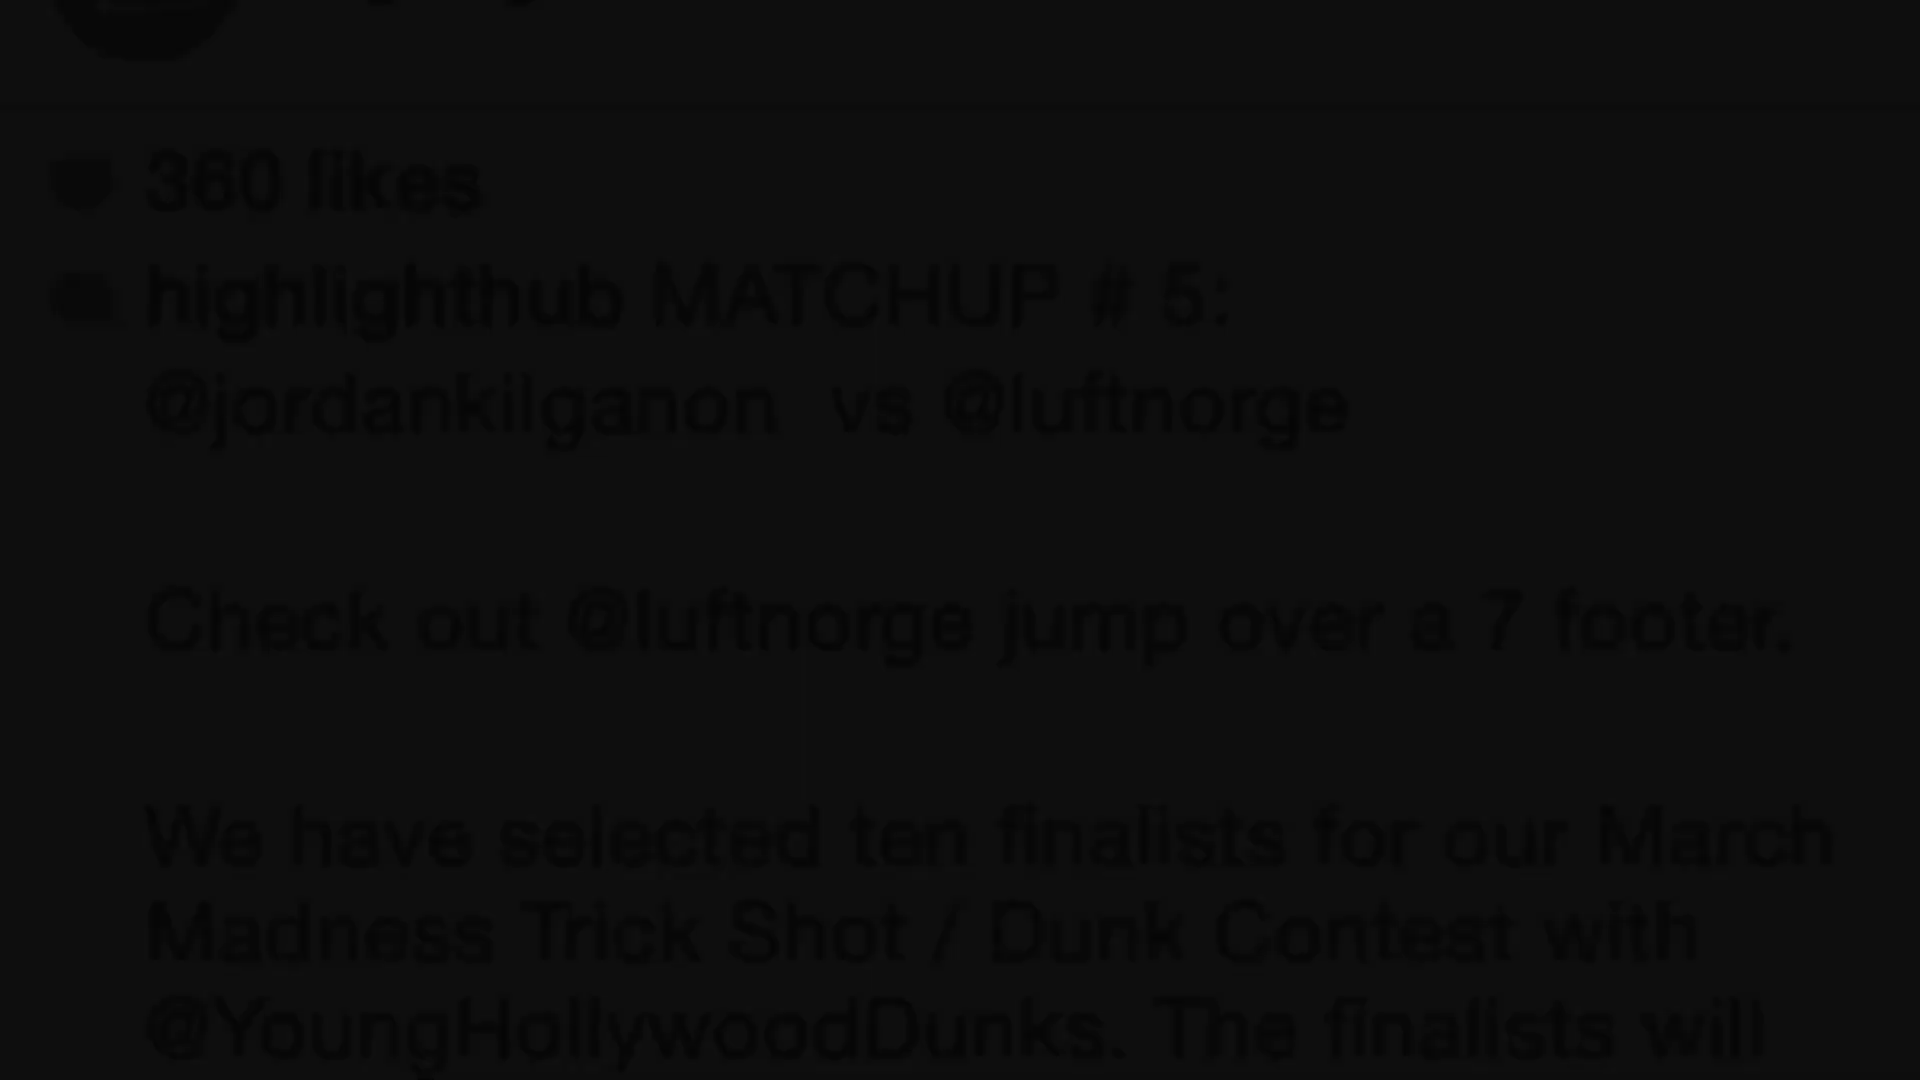 360 likes
highlighthub MATCHUP # 5:
@jordankilganon vs @luftnorge
Check out @luftnorge jump over a 7 footer.
We have selected ten finalists for our March
Madness Trick Shot / Dunk Contest with
@YoungHollywoodDunks. The finalists will